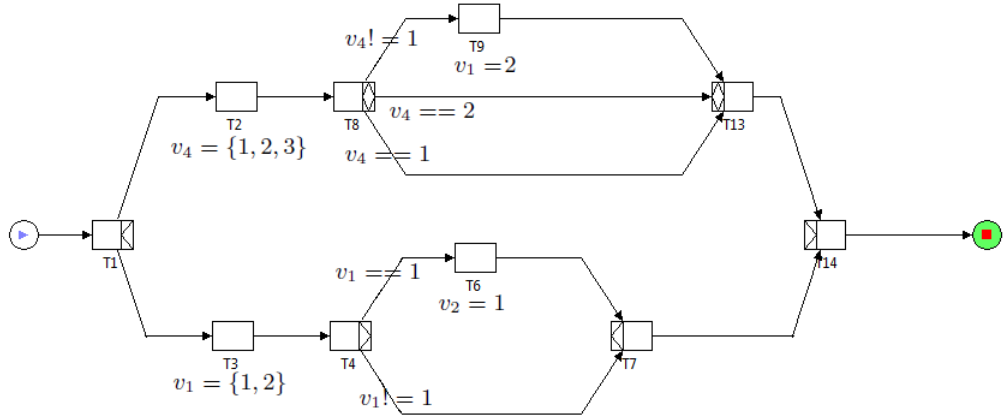 v₄! = 1
T9
v₁ = 2
T2
T8
v₄ == 2
T13
v₄ = {1, 2, 3}
v₄ == 1
T1
T14
v₁ == 1
T6
v₂ = 1
T3
T4
T7
v₁ = {1, 2}
v₁! = 1